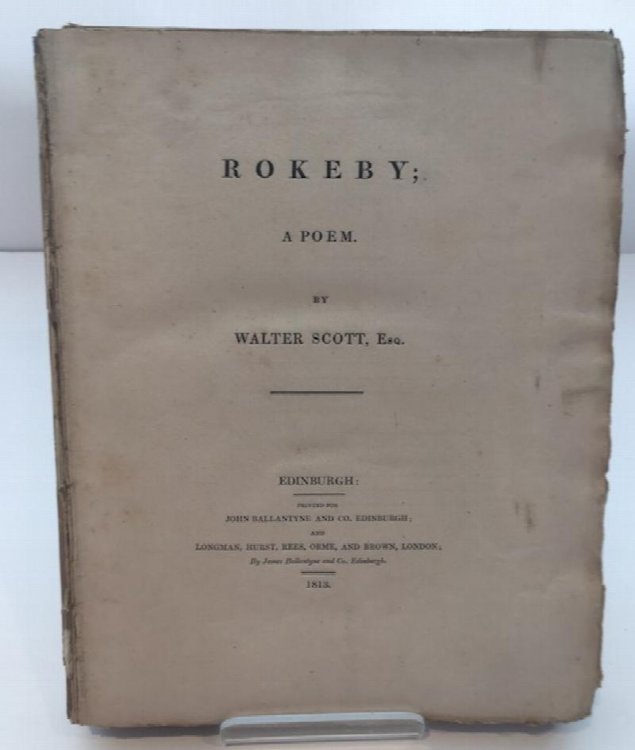 ROKEBY;
A POEM.
BY
WALTER SCOTT, Esq.
EDINBURGH:
PRINTED FOR
JOHN BALLANTYNE AND CO. EDINBURGH;
AND
LONGMAN, HURST, REES, ORME, AND BROWN, LONDON;
By James Ballantyne and Co. Edinburgh.
1813.